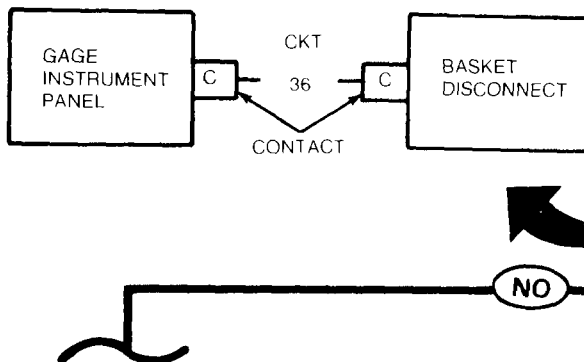 GAGE
INSTRUMENT
PANEL
C
CKT
36
C
BASKET
DISCONNECT
CONTACT
NO